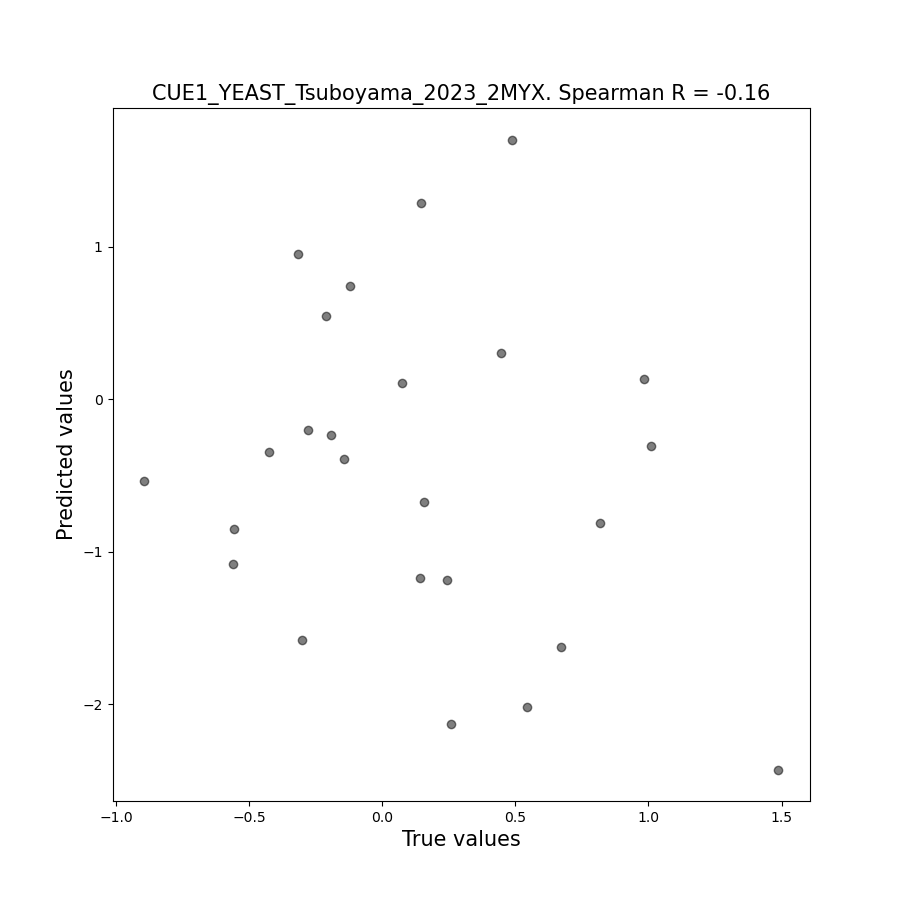 CUE1_YEAST_Tsuboyama_2023_2MYX. Spearman R = -0.16
1
0
−1
−2
Predicted values
−1.0 −0.5 0.0 0.5 1.0 1.5
True values